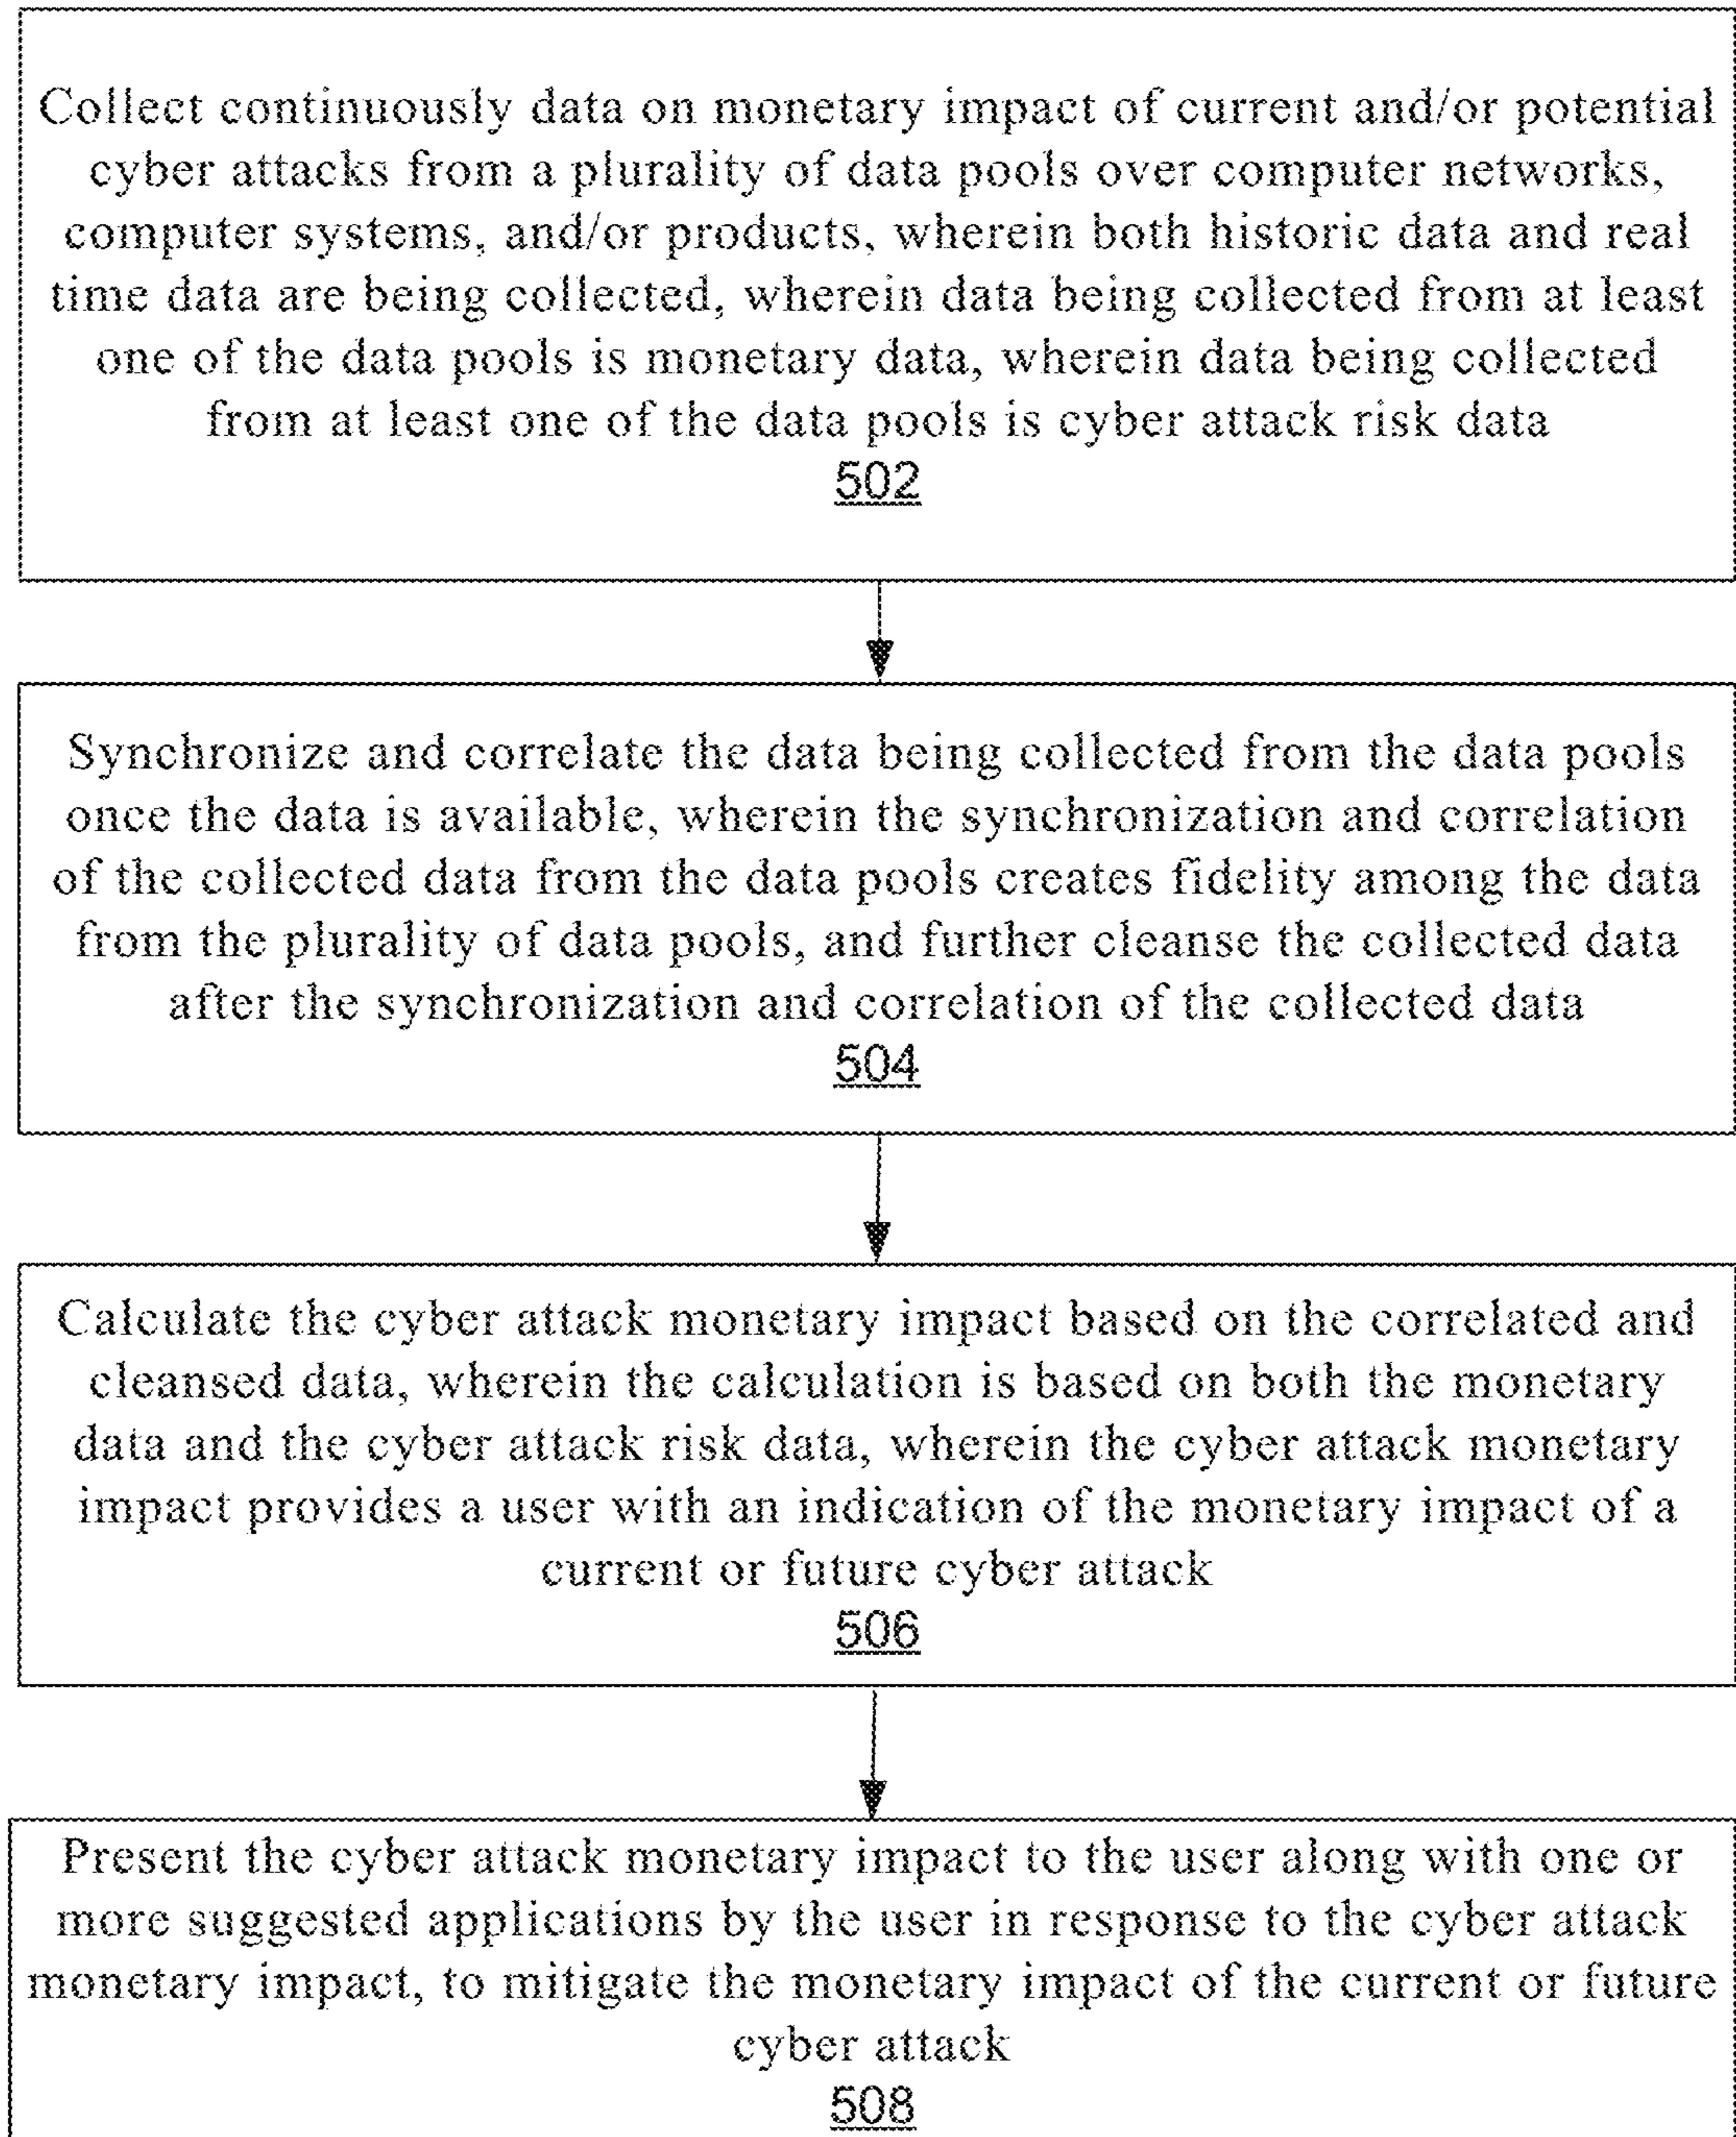 Collect continuously data on monetary impact of current and/or potential
cyber attacks from a plurality of data pools over computer networks,
computer systems, and/or products, wherein both historic data and real
time data are being collected, wherein data being collected from at least
one of the data pools is monetary data, wherein data being collected
from at least one of the data pools is cyber attack risk data
502
Synchronize and correlate the data being collected from the data pools
once the data is available, wherein the synchronization and correlation
of the collected data from the data pools creates fidelity among the data
from the plurality of data pools, and further cleanse the collected data
after the synchronization and correlation of the collected data
504
Calculate the cyber attack monetary impact based on the correlated and
cleansed data, wherein the calculation is based on both the monetary
data and the cyber attack risk data, wherein the cyber attack monetary
impact provides a user with an indication of the monetary impact of a
current or future cyber attack
506
Present the cyber attack monetary impact to the user along with one or
more suggested applications by the user in response to the cyber attack
monetary impact, to mitigate the monetary impact of the current or future
cyber attack
508